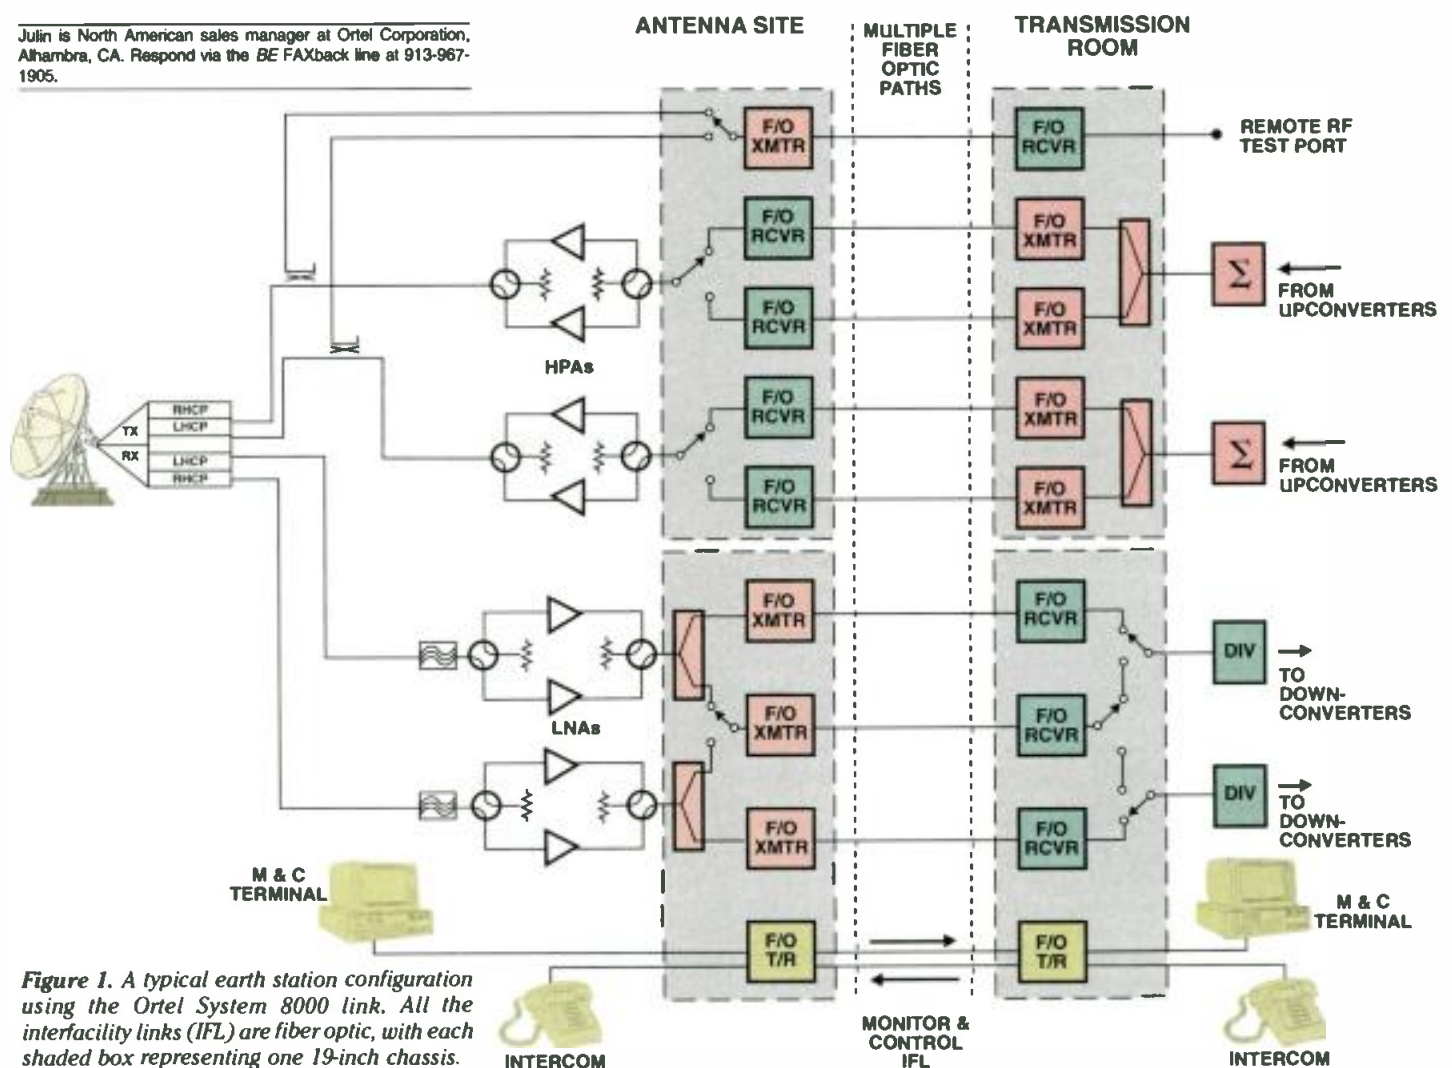 Julin is North American sales manager at Ortel Corporation,
Alhambra, CA. Respond via the BE FAXback line at 913-967-
1905.
ANTENNA SITE
MULTIPLE
FIBER
OPTIC
PATHS
TRANSMISSION
ROOM
F/O
XMTR
F/O
RCVR
REMOTE RF
TEST PORT
F/O
RCVR
F/O
XMTR
Σ
FROM
UPCONVERTERS
F/O
RCVR
F/O
XMTR
HPAs
F/O
RCVR
F/O
XMTR
Σ
FROM
UPCONVERTERS
F/O
RCVR
F/O
XMTR
TX
RX
RHCP
LHCP
LHCP
RHCP
F/O
XMTR
F/O
RCVR
DIV
TO
DOWN-
CONVERTERS
LNAs
F/O
XMTR
F/O
RCVR
DIV
TO
DOWN-
CONVERTERS
F/O
XMTR
F/O
RCVR
M & C
TERMINAL
M & C
TERMINAL
F/O
T/R
F/O
T/R
INTERCOM
MONITOR &
CONTROL
IFL
INTERCOM
Figure 1. A typical earth station configuration
using the Ortel System 8000 link. All the
interfacility links (IFL) are fiber optic, with each
shaded box representing one 19-inch chassis.